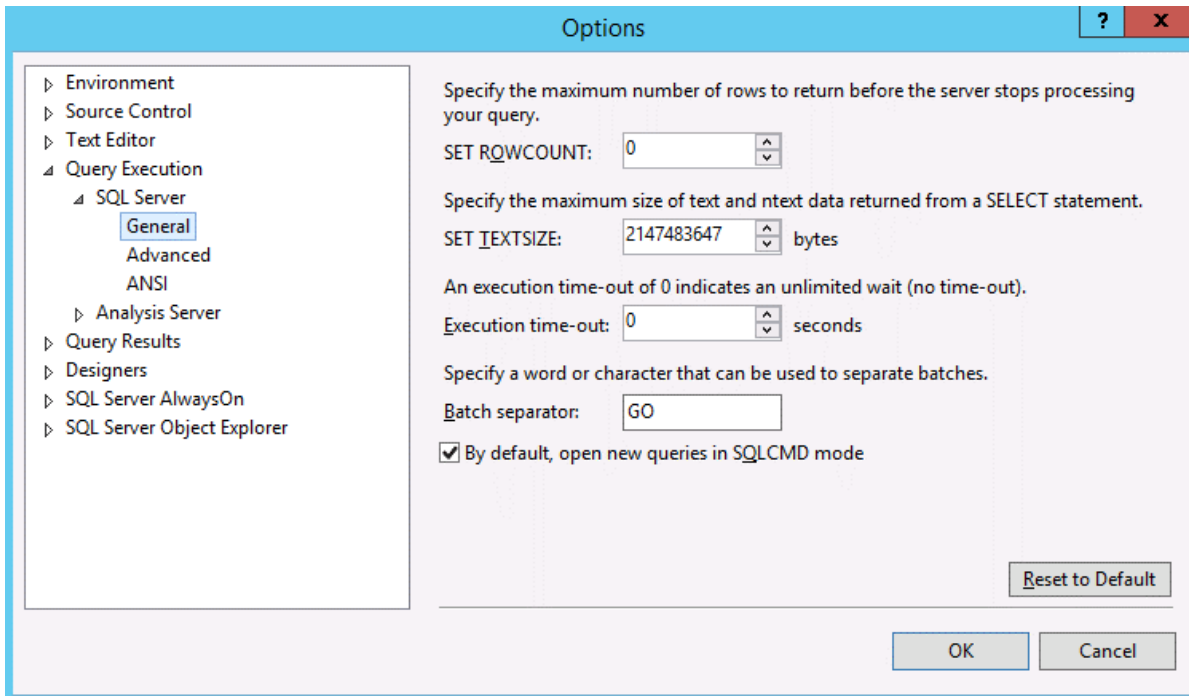 Options
?
x
Environment
Source Control
Text Editor
Query Execution
SQL Server
General
Advanced
ANSI
Analysis Server
Query Results
Designers
SQL Server AlwaysOn
SQL Server Object Explorer
Specify the maximum number of rows to return before the server stops processing
your query.
SET ROWCOUNT: 0
Specify the maximum size of text and ntext data returned from a SELECT statement.
SET TEXTSIZE: 2147483647 bytes
An execution time-out of 0 indicates an unlimited wait (no time-out).
Execution time-out: 0 seconds
Specify a word or character that can be used to separate batches.
Batch separator: GO
By default, open new queries in SQLCMD mode
Reset to Default
OK
Cancel